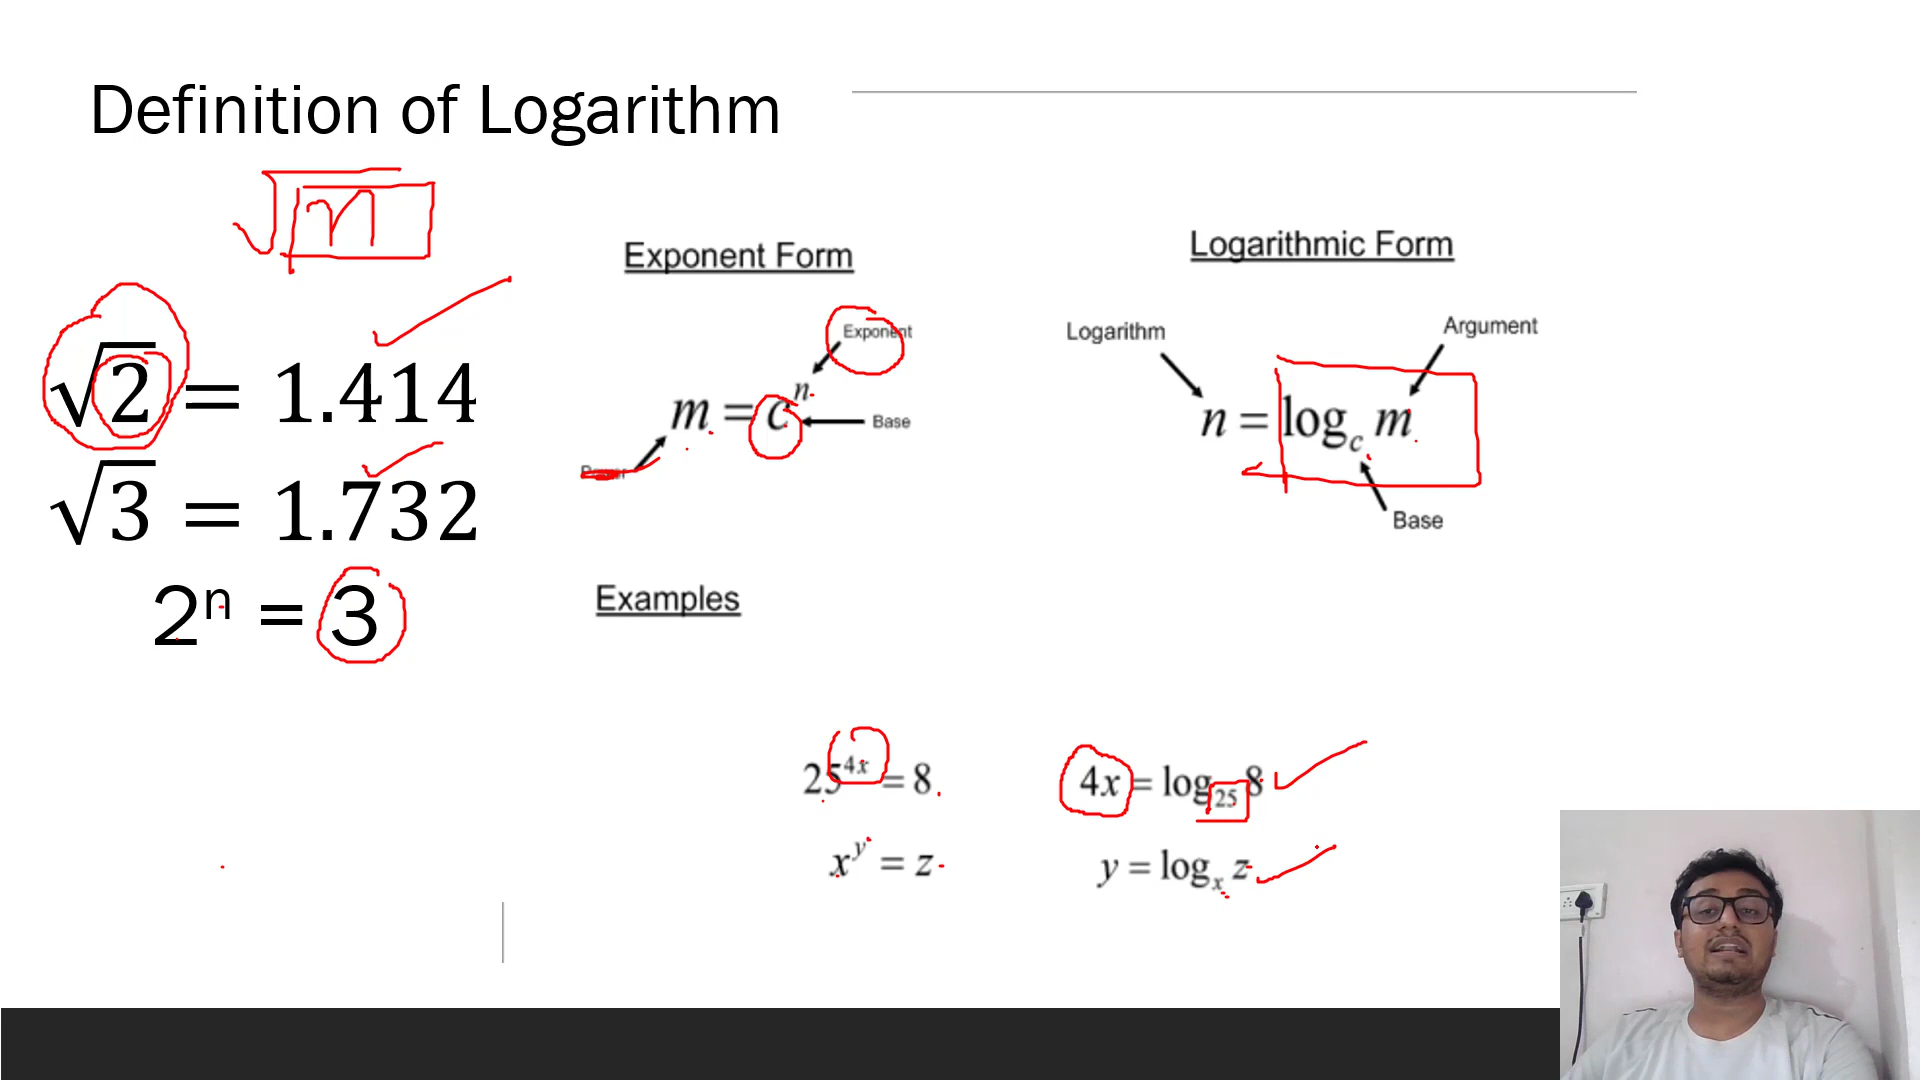 Definition of Logarithm
√n
√2 = 1.414
√3 = 1.732
2ⁿ = 3
Exponent Form
Exponent
m = cⁿ
Base
Logarithmic Form
Logarithm
Argument
n = log_c m
Base
Examples
25^{4x} = 8
4x = log₂₅ 8
x^y = z
y = log_x z